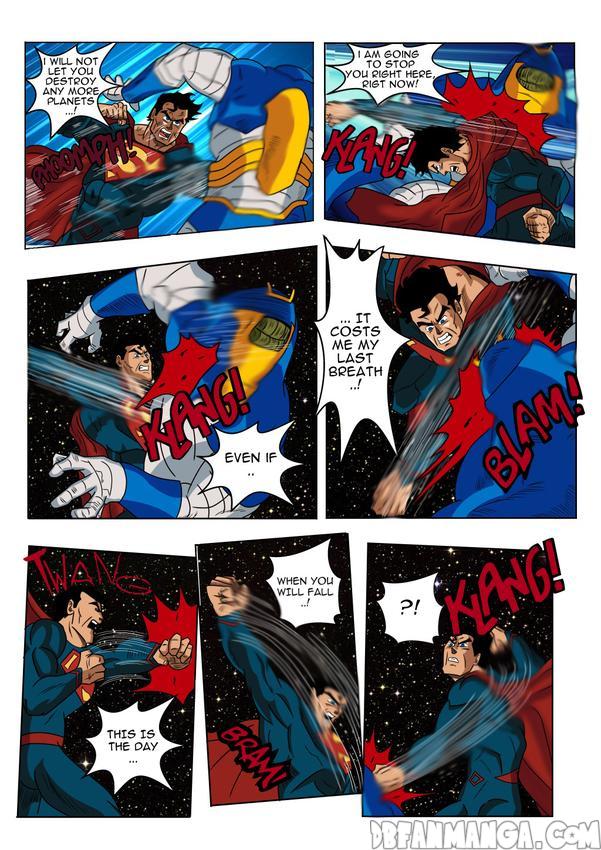 I WILL NOT
LET YOU
DESTROY
ANY MORE
PLANETS
...!
PHOOMPH!
I AM GOING
TO STOP
YOU RIGHT HERE,
RIGT NOW!
KLANG!
KLANG!
EVEN IF
..
... IT
COSTS
ME MY
LAST
BREATH
..!
BLAM!
TWANG
THIS IS
THE DAY
...
WHEN YOU
WILL FALL
..!
BRAM!
?!
KLANG!
DBFANMANGA.COM